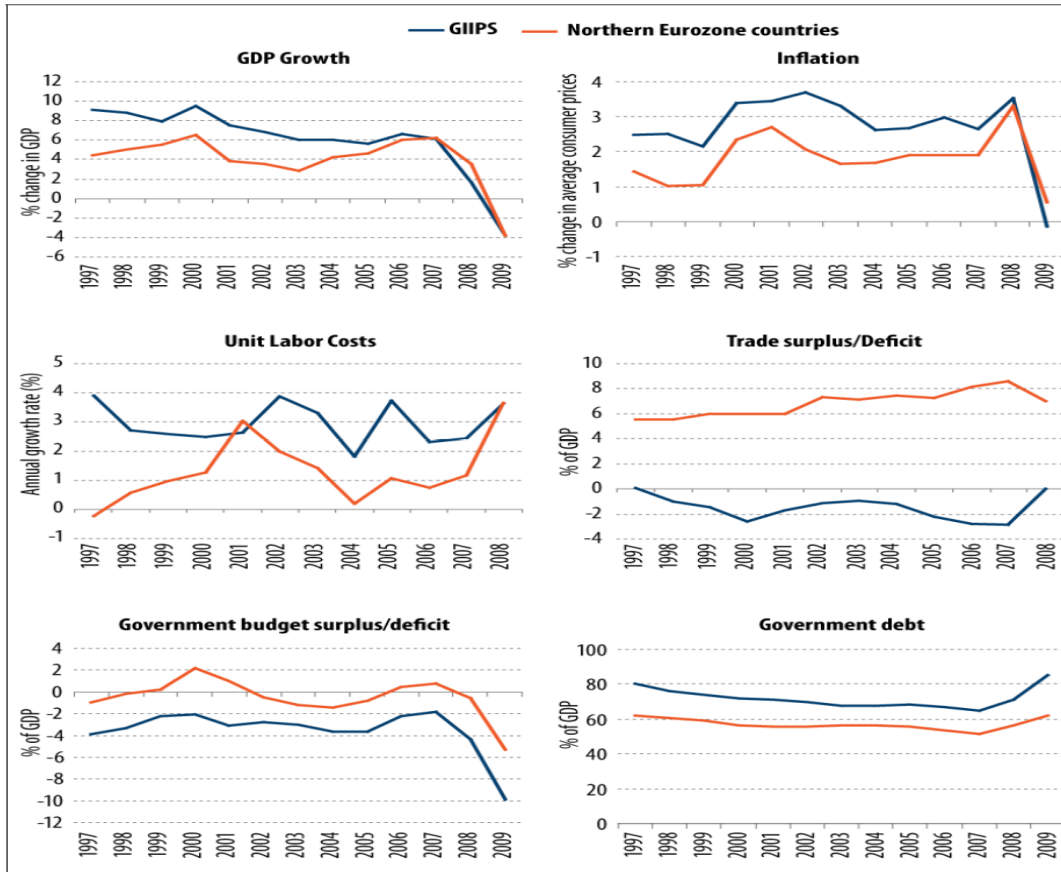 GIIPS Northern Eurozone countries
GDP Growth
% change in GDP
12
10
8
6
4
2
0
−2
−4
−6
1997 1998 1999 2000 2001 2002 2003 2004 2005 2006 2007 2008 2009
Inflation
% change in average consumer prices
4
3
2
1
0
−1
1997 1998 1999 2000 2001 2002 2003 2004 2005 2006 2007 2008 2009
Unit Labor Costs
Annual growth rate (%)
5
4
3
2
1
0
−1
1997 1998 1999 2000 2001 2002 2003 2004 2005 2006 2007 2008
Trade surplus/Deficit
% of GDP
10
8
6
4
2
0
−2
−4
1997 1998 1999 2000 2001 2002 2003 2004 2005 2006 2007 2008
Government budget surplus/deficit
% of GDP
4
2
0
−2
−4
−6
−8
−10
−12
1997 1998 1999 2000 2001 2002 2003 2004 2005 2006 2007 2008 2009
Government debt
% of GDP
100
80
60
40
20
0
1997 1998 1999 2000 2001 2002 2003 2004 2005 2006 2007 2008 2009